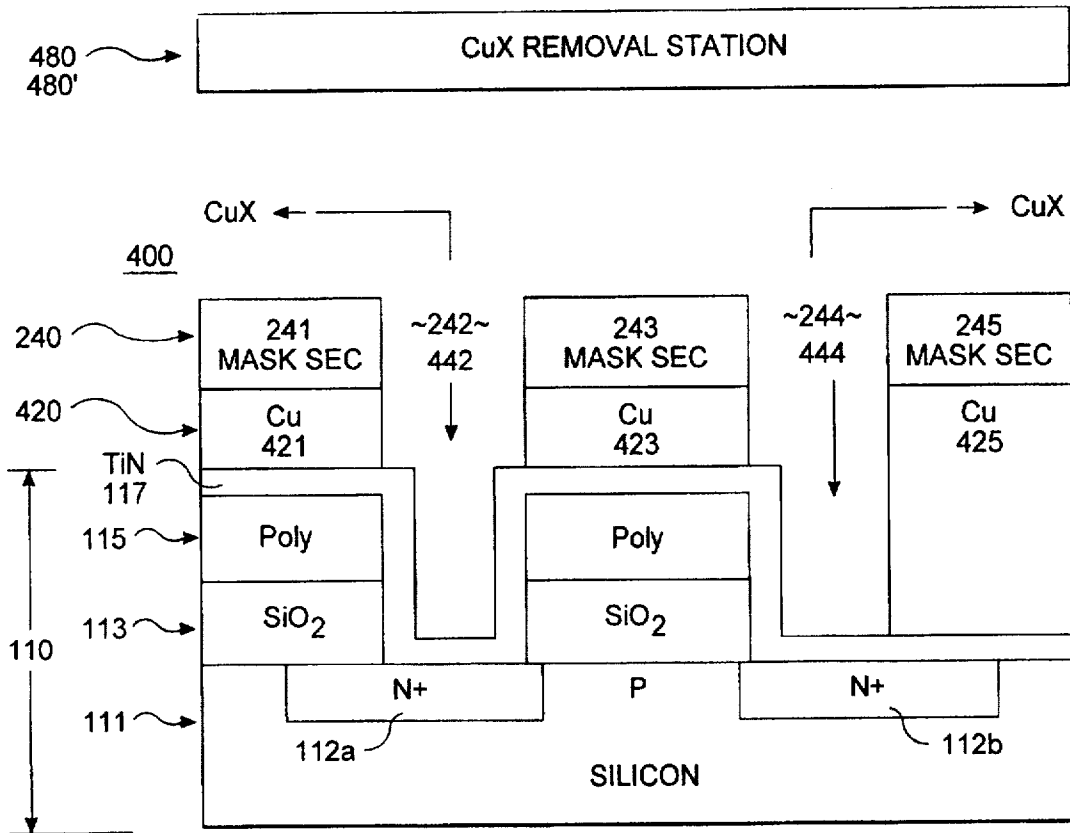 480
480'
CuX REMOVAL STATION
CuX
CuX
400
240
241
MASK SEC
~242~
442
243
MASK SEC
~244~
444
245
MASK SEC
420
Cu
421
Cu
423
Cu
425
TiN
117
115
Poly
Poly
113
SiO2
SiO2
110
111
N+
P
N+
112a
112b
SILICON